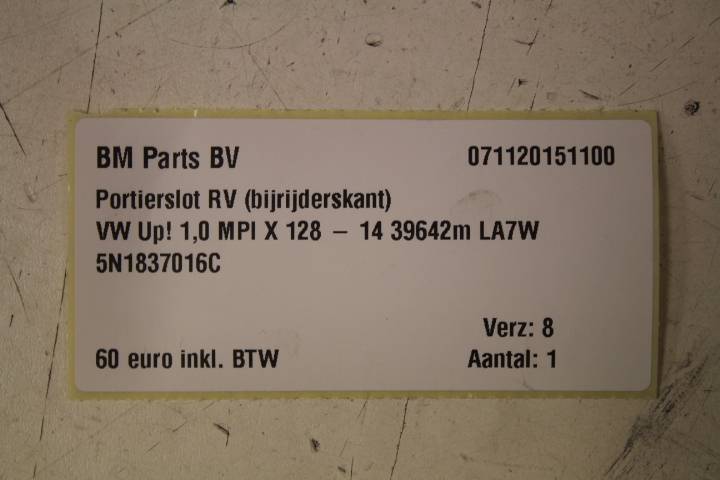 BM Parts BV 071120151100
Portierslot RV (bijrijderskant)
VW Up! 1,0 MPI X 128 – 14 39642m LA7W
5N1837016C
Verz: 8
60 euro inkl. BTW Aantal: 1